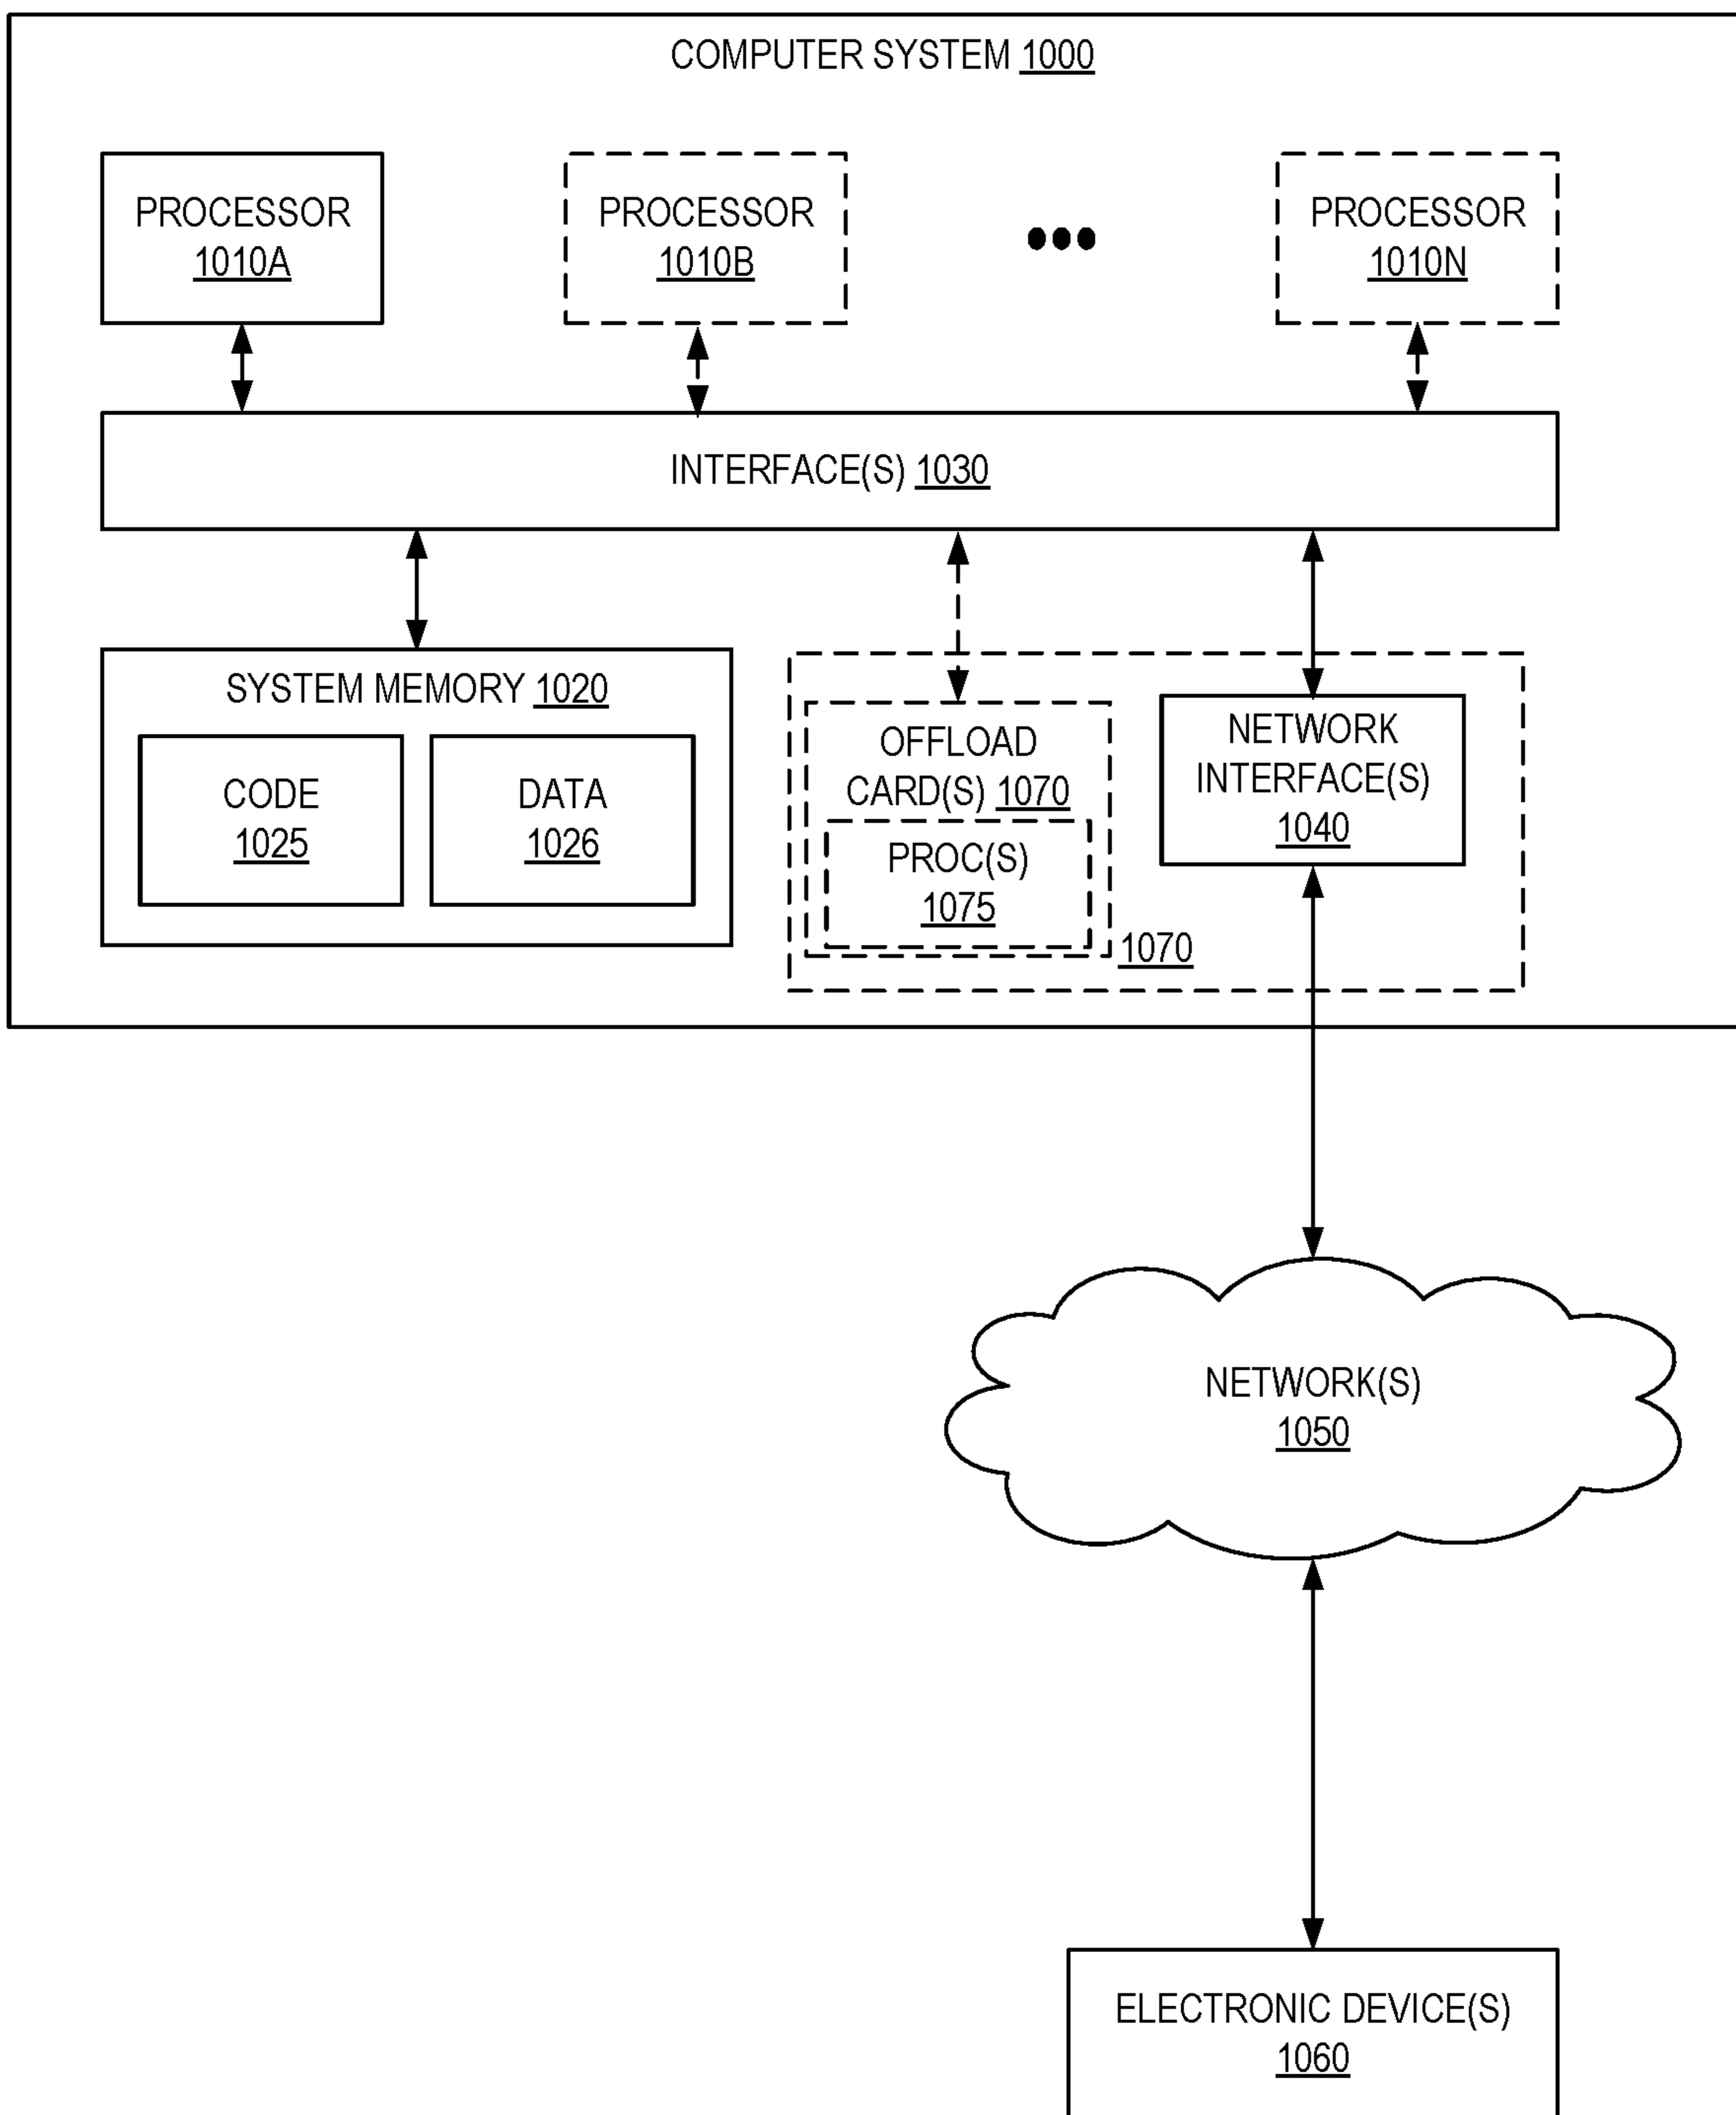 COMPUTER SYSTEM 1000
PROCESSOR
1010A
PROCESSOR
1010B
PROCESSOR
1010N
INTERFACE(S) 1030
SYSTEM MEMORY 1020
CODE
1025
DATA
1026
OFFLOAD
CARD(S) 1070
PROC(S)
1075
1070
NETWORK
INTERFACE(S)
1040
NETWORK(S)
1050
ELECTRONIC DEVICE(S)
1060